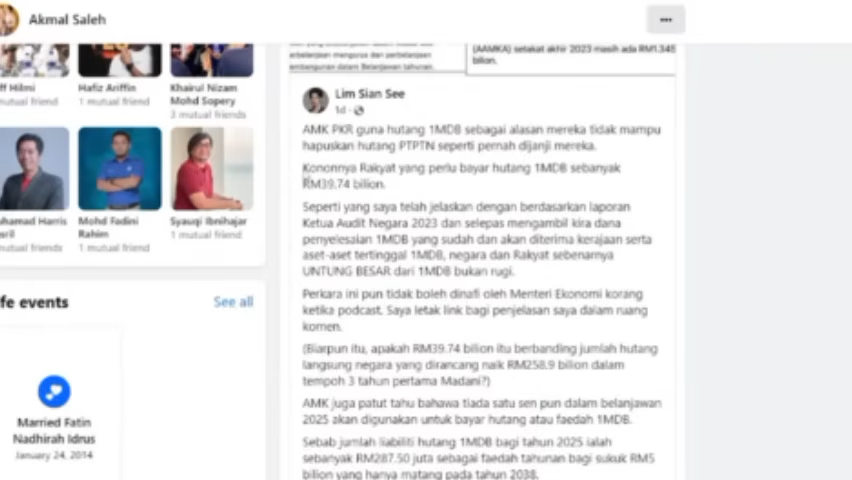 Akmal Saleh
ff Hilmi
1 mutual friend
Hafiz Ariffin
1 mutual friend
Khairul Nizam
Mohd Sopery
3 mutual friends
Mohd Fadini
Rahim
1 mutual friend
Syauqi Ibnihajar
1 mutual friend
fe events
See all
Married Fatin
Nadhirah Idrus
January 24, 2014
(AAMKA) setakat akhir 2023 masih ada RM1.345
bilion.
Lim Sian See
1d
AMK PKR guna hutang 1MDB sebagai alasan mereka tidak mampu
hapuskan hutang PTPTN seperti pernah dijanji mereka.
Kononnya Rakyat yang perlu bayar hutang 1MDB sebanyak
RM39.74 bilion.
Seperti yang saya telah jelaskan dengan berdasarkan laporan
Ketua Audit Negara 2023 dan selepas mengambil kira dana
penyelesaian 1MDB yang sudah dan akan diterima kerajaan serta
aset-aset tertinggal 1MDB, negara dan Rakyat sebenarnya
UNTUNG BESAR dari 1MDB bukan rugi.
Perkara ini pun tidak boleh dinafi oleh Menteri Ekonomi korang
ketika podcast. Saya letak link bagi penjelasan saya dalam ruang
komen.
(Biarpun itu, apakah RM39.74 bilion itu berbanding jumlah hutang
langsung negara yang dirancang naik RM258.9 bilion dalam
tempoh 3 tahun pertama Madani?)
AMK juga patut tahu bahawa tiada satu sen pun dalam belanjawan
2025 akan digunakan untuk bayar hutang atau faedah 1MDB.
Sebab jumlah liabiliti hutang 1MDB bagi tahun 2025 ialah
sebanyak RM287.50 juta sebagai faedah tahunan bagi sukuk RM5
bilion yang hanya matang pada tahun 2038.